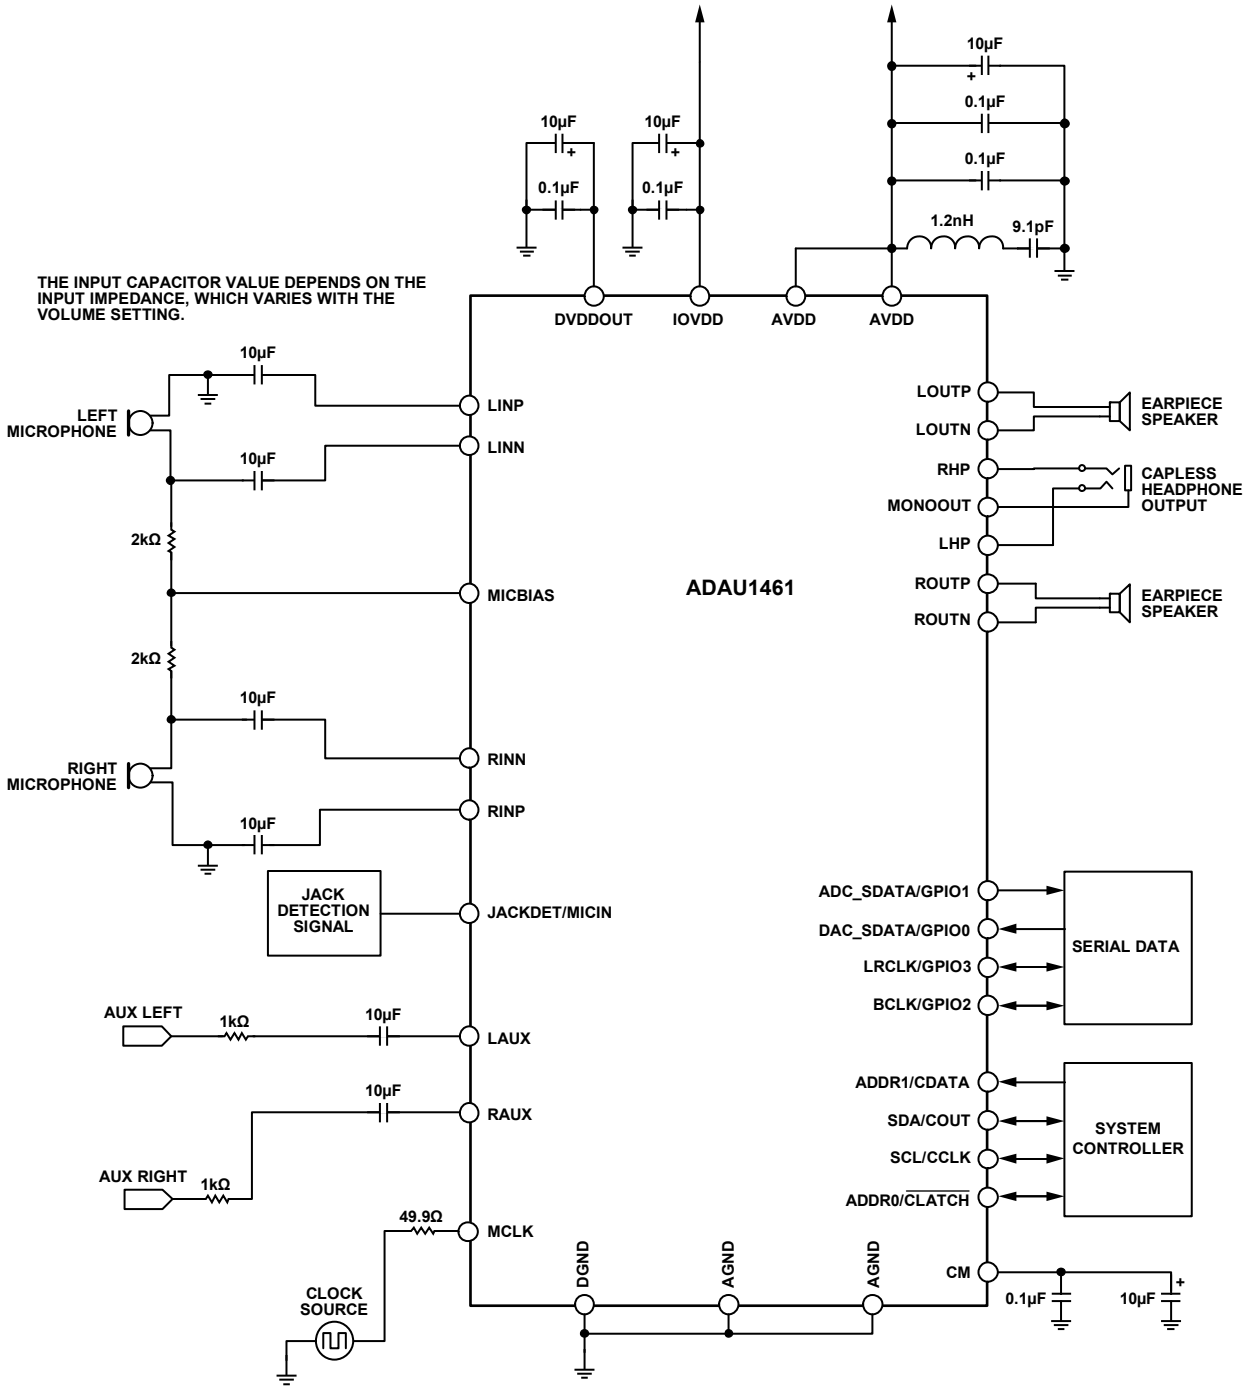 10µF
0.1µF
0.1µF
10µF
10µF
0.1µF
0.1µF
1.2nH
9.1pF
+
+
+
THE INPUT CAPACITOR VALUE DEPENDS ON THE
INPUT IMPEDANCE, WHICH VARIES WITH THE
VOLUME SETTING.
DVDDOUT
IOVDD
AVDD
AVDD
10µF
LEFT
MICROPHONE
LINP
LINN
10µF
2kΩ
MICBIAS
2kΩ
10µF
RIGHT
MICROPHONE
RINN
RINP
10µF
JACK
DETECTION
SIGNAL
JACKDET/MICIN
AUX LEFT
1kΩ
10µF
LAUX
10µF
RAUX
AUX RIGHT
1kΩ
49.9Ω
MCLK
CLOCK
SOURCE
ADAU1461
LOUTP
LOUTN
EARPIECE
SPEAKER
RHP
MONOOUT
LHP
CAPLESS
HEADPHONE
OUTPUT
ROUTP
ROUTN
EARPIECE
SPEAKER
ADC_SDATA/GPIO1
DAC_SDATA/GPIO0
LRCLK/GPIO3
BCLK/GPIO2
SERIAL DATA
ADDR1/CDATA
SDA/COUT
SCL/CCLK
ADDR0/CLATCH
SYSTEM
CONTROLLER
DGND
AGND
AGND
CM
0.1µF
10µF
+